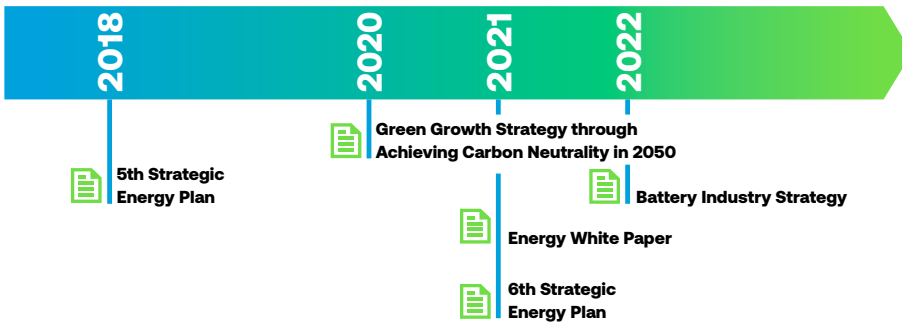 2018
2020
2021
2022
Green Growth Strategy through
Achieving Carbon Neutrality in 2050
5th Strategic
Energy Plan
Battery Industry Strategy
Energy White Paper
6th Strategic
Energy Plan